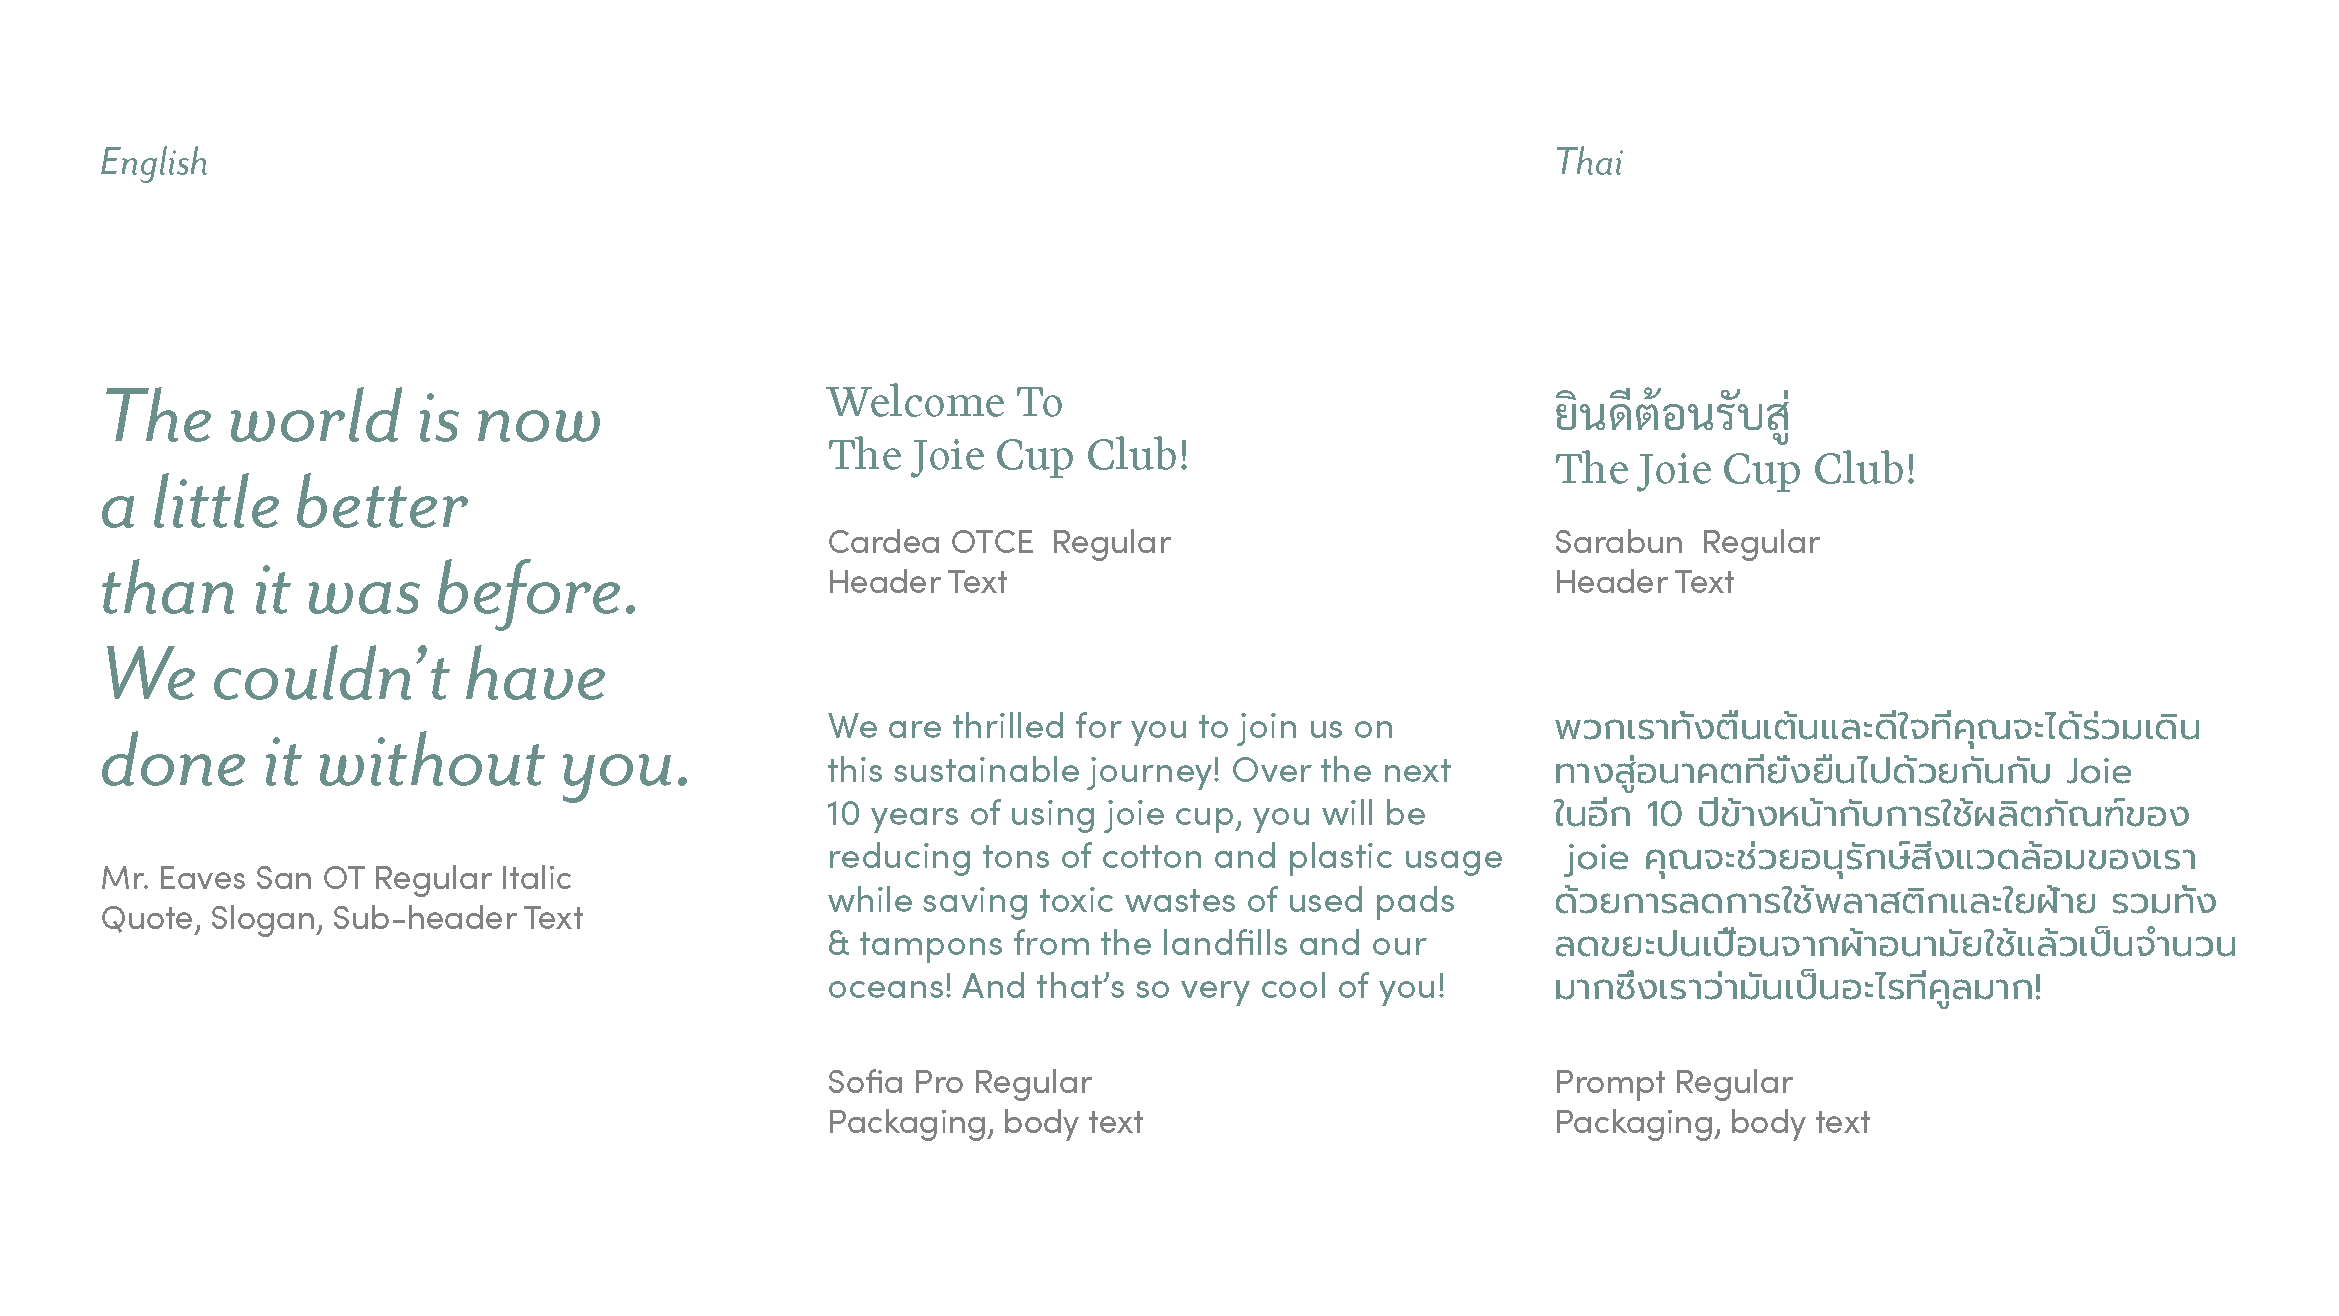 English
The world is now
a little better
than it was before.
We couldn’t have
done it without you.
Mr. Eaves San OT Regular Italic
Quote, Slogan, Sub-header Text
Welcome To
The Joie Cup Club!
Cardea OTCE  Regular
Header Text
We are thrilled for you to join us on
this sustainable journey! Over the next
10 years of using joie cup, you will be
reducing tons of cotton and plastic usage
while saving toxic wastes of used pads
& tampons from the landfills and our
oceans! And that’s so very cool of you!
Sofia Pro Regular
Packaging, body text
Thai
ยินดีต้อนรับสู่
The Joie Cup Club!
Sarabun  Regular
Header Text
พวกเราทั้งตื่นเต้นและดีใจที่คุณจะได้ร่วมเดิน
ทางสู่อนาคตที่ยั่งยืนไปด้วยกันกับ Joie
ในอีก 10 ปีข้างหน้ากับการใช้ผลิตภัณฑ์ของ
joie คุณจะช่วยอนุรักษ์สิ่งแวดล้อมของเรา
ด้วยการลดการใช้พลาสติกและใยฝ้าย รวมทั้ง
ลดขยะปนเปื้อนจากผ้าอนามัยใช้แล้วเป็นจำนวน
มากซึ่งเราว่ามันเป็นอะไรที่คูลมาก!
Prompt Regular
Packaging, body text